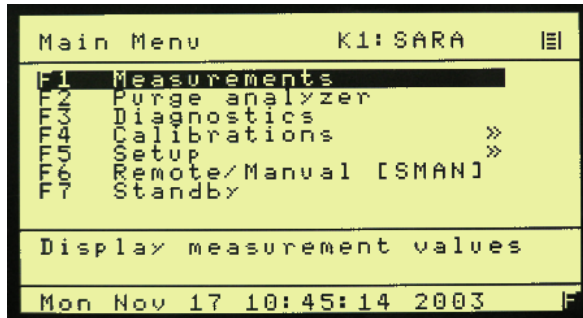 Main Menu K1:SARA
F1 Measurements
F2 Purge analyzer
F3 Diagnostics
F4 Calibrations »
F5 Setup »
F6 Remote/Manual [SMAN]
F7 Standby
Display measurement values
Mon Nov 17 10:45:14 2003